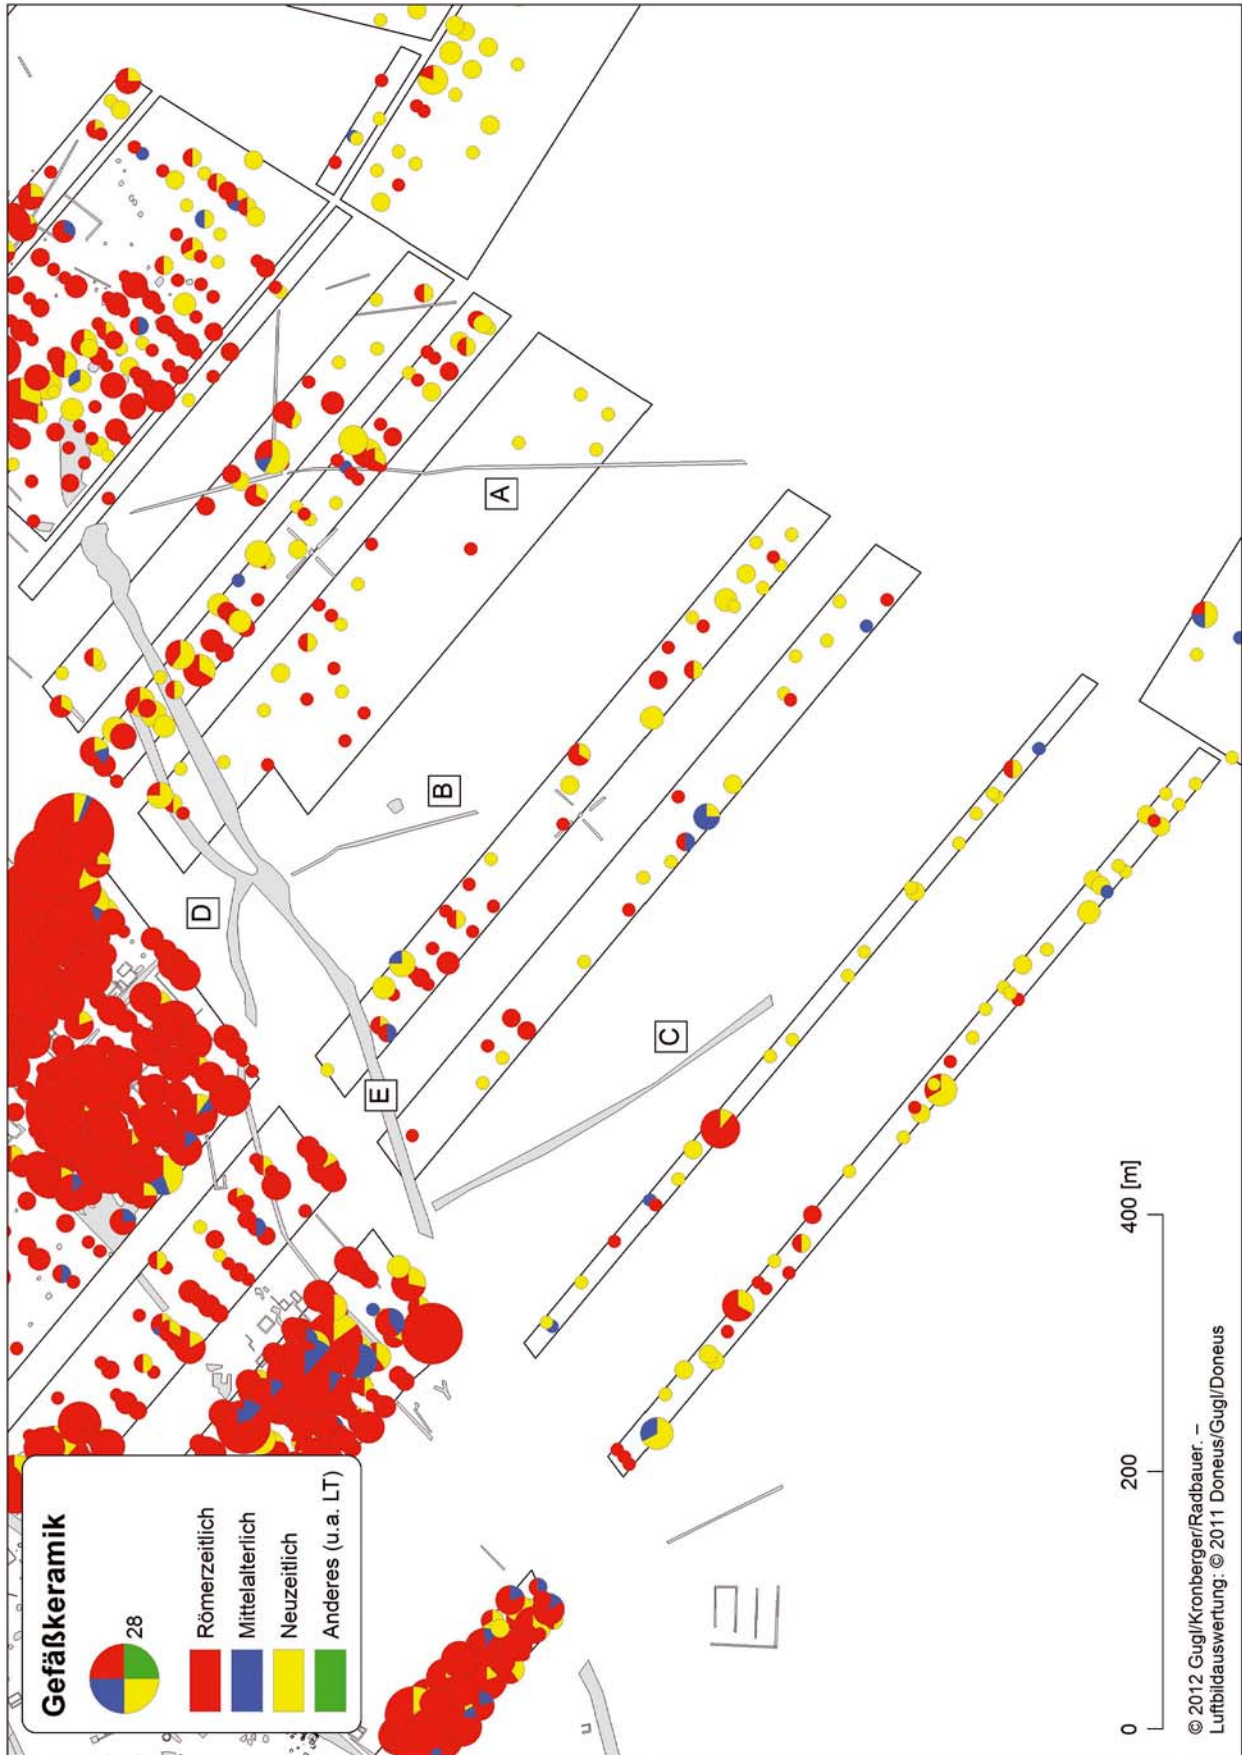 Gefäßkeramik
28
Römerzeitlich
Mittelalterlich
Neuzeitlich
Anderes (u.a. LT)
A
B
C
D
E
0
200
400 [m]
© 2012 Gugl/Kronberger/Radbauer. –
Luftbildauswertung: © 2011 Doneus/Gugl/Doneus